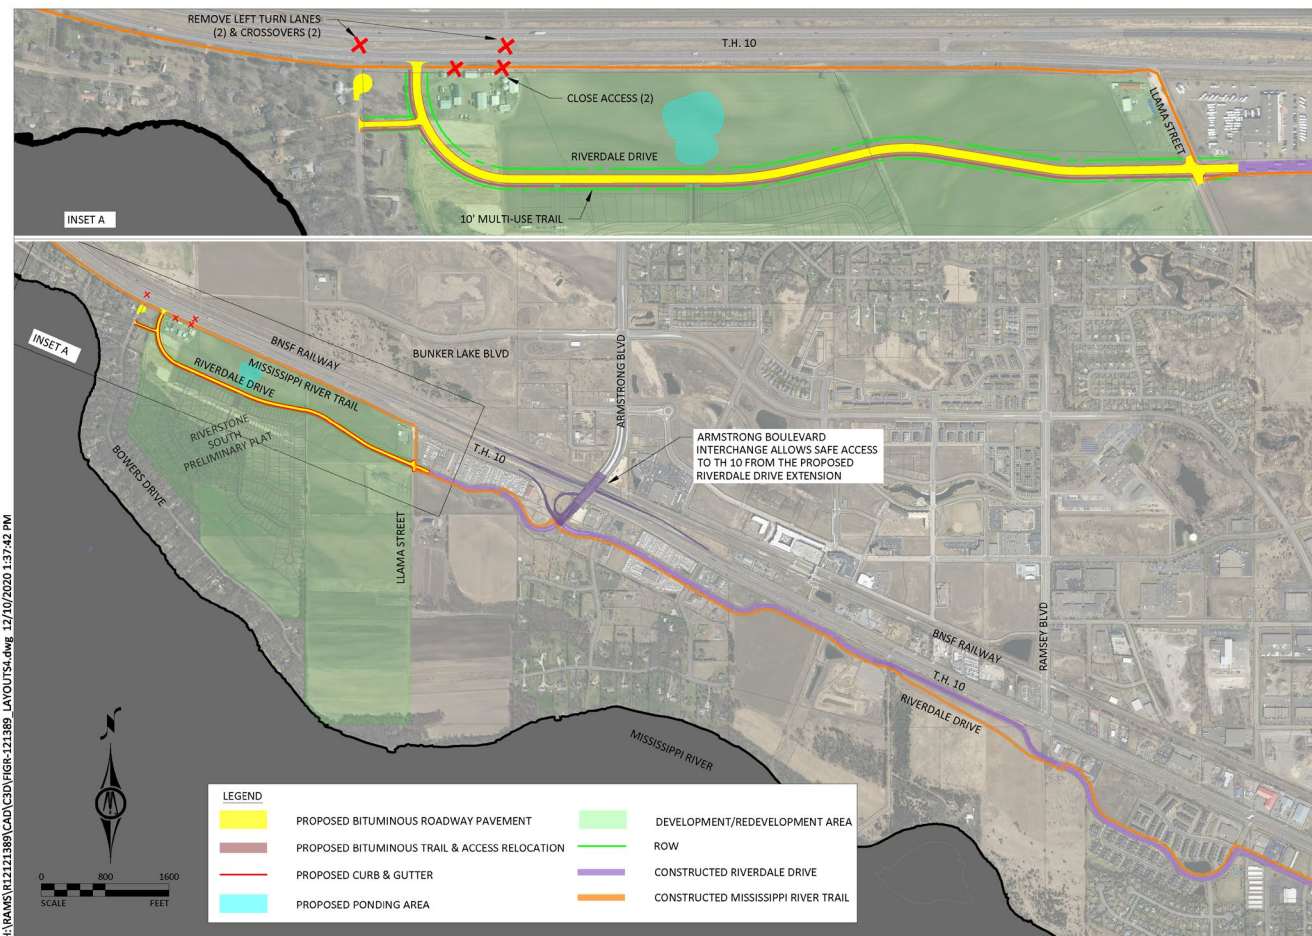 REMOVE LEFT TURN LANES
(2) & CROSSOVERS (2)
T.H. 10
CLOSE ACCESS (2)
LLAMA STREET
RIVERDALE DRIVE
10' MULTI-USE TRAIL
INSET A
INSET A
BNSF RAILWAY
BUNKER LAKE BLVD
ARMSTRONG BLVD
MISSISSIPPI RIVER TRAIL
RIVERDALE DRIVE
RIVERSTONE
SOUTH
PRELIMINARY PLAT
BOWERS DRIVE
T.H. 10
ARMSTRONG BOULEVARD
INTERCHANGE ALLOWS SAFE ACCESS
TO TH 10 FROM THE PROPOSED
RIVERDALE DRIVE EXTENSION
LLAMA STREET
BNSF RAILWAY
RAMSEY BLVD
T.H. 10
RIVERDALE DRIVE
MISSISSIPPI RIVER
N
LEGEND
PROPOSED BITUMINOUS ROADWAY PAVEMENT
PROPOSED BITUMINOUS TRAIL & ACCESS RELOCATION
PROPOSED CURB & GUTTER
PROPOSED PONDING AREA
DEVELOPMENT/REDEVELOPMENT AREA
ROW
CONSTRUCTED RIVERDALE DRIVE
CONSTRUCTED MISSISSIPPI RIVER TRAIL
0 800 1600
SCALE FEET
:\RAMS\R12121389\CAD\C3D\FIGR-121389_LAYOUTS4.dwg 12/10/2020 1:37:42 PM